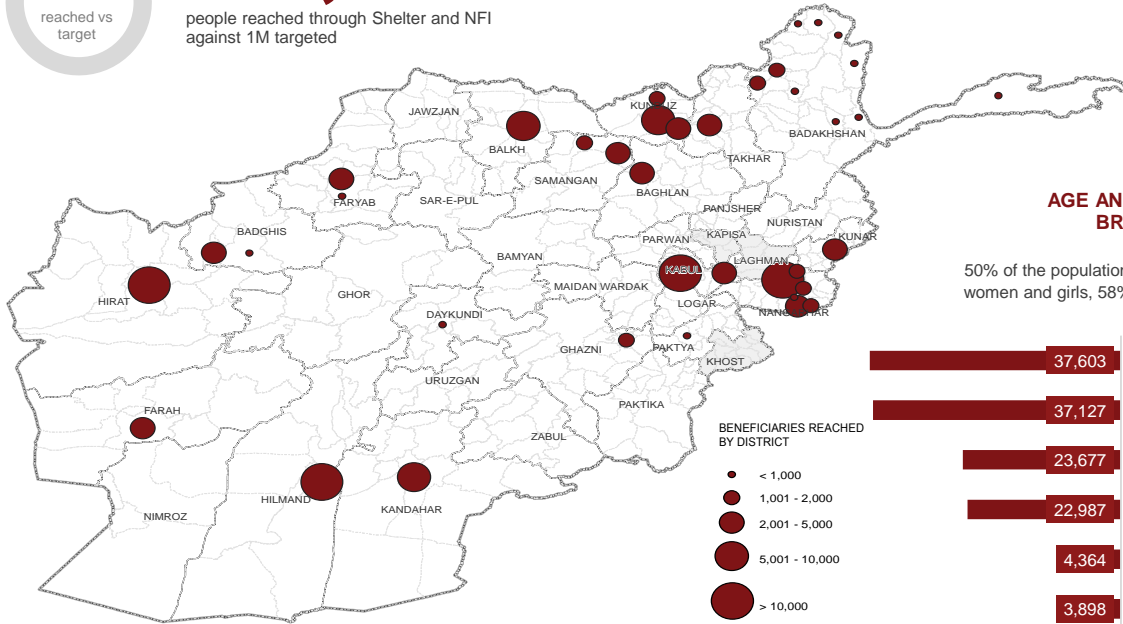 reached vs
target
people reached through Shelter and NFI
against 1M targeted
JAWZJAN
BALKH
KUNDUZ
BADAKHSHAN
TAKHAR
SAMANGAN
BAGHLAN
FARYAB
SAR-E-PUL
PANJSHER
NURISTAN
BADGHIS
PARWAN
KAPISA
KUNAR
BAMYAN
LAGHMAN
KABUL
HIRAT
GHOR
MAIDAN WARDAK
LOGAR
NANGARHAR
DAYKUNDI
GHAZNI
PAKTYA
KHOST
URUZGAN
PAKTIKA
FARAH
ZABUL
HILMAND
KANDAHAR
NIMROZ
BENEFICIARIES REACHED
BY DISTRICT
< 1,000
1,001 - 2,000
2,001 - 5,000
5,001 - 10,000
> 10,000
AGE AN
BR
50% of the population
women and girls, 58%
37,603
37,127
23,677
22,987
4,364
3,898